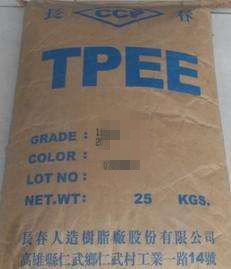 長 CCP 春
TPEE
GRADE :
COLOR :
LOT NO :
NET.WT: 25 KGS.
長春人造樹脂廠股份有限公司
高雄縣仁武鄉仁武村工業一路14號